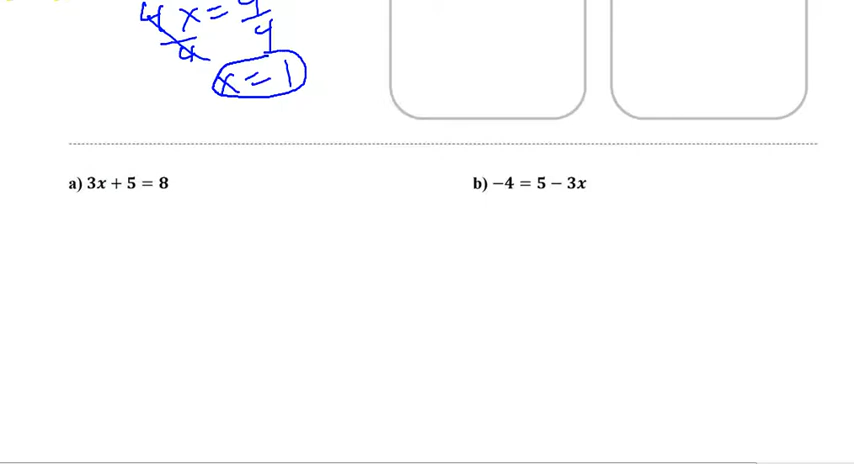 4x = 4/4
4
x = 1
a) 3x + 5 = 8
b) −4 = 5 − 3x